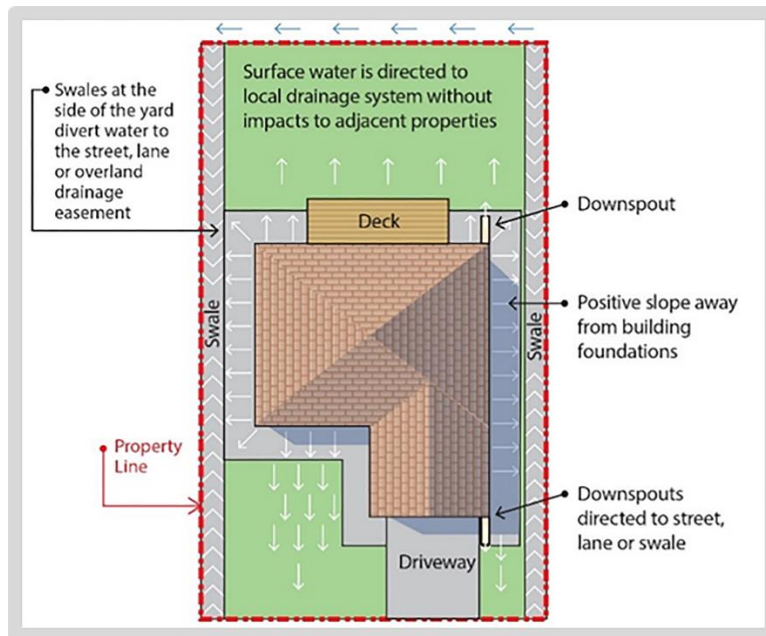 Surface water is directed to
local drainage system without
impacts to adjacent properties
Swales at the
side of the yard
divert water to
the street, lane
or overland
drainage
easement
Deck
Downspout
Swale
Swale
Positive slope away
from building
foundations
Property
Line
Downspouts
directed to street,
lane or swale
Driveway